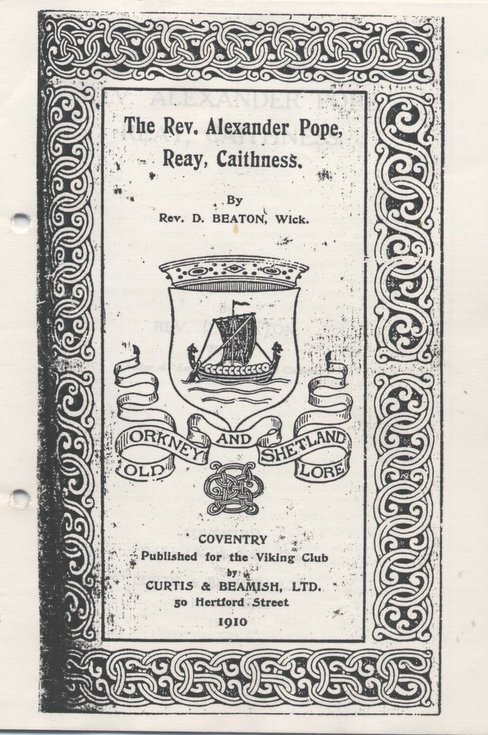 The Rev. Alexander Pope,
Reay, Caithness.
By
Rev. D. BEATON, Wick.
ORKNEY AND SHETLAND
OLD LORE
COVENTRY
Published for the Viking Club
by
CURTIS & BEAMISH, LTD.
50 Hertford Street
1910